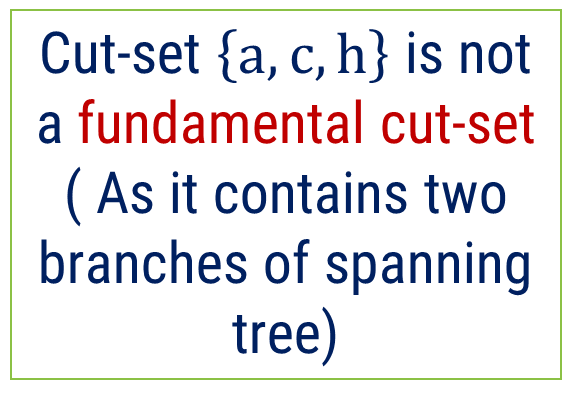 Cut-set {a, c, h} is not
a fundamental cut-set
( As it contains two
branches of spanning
tree)